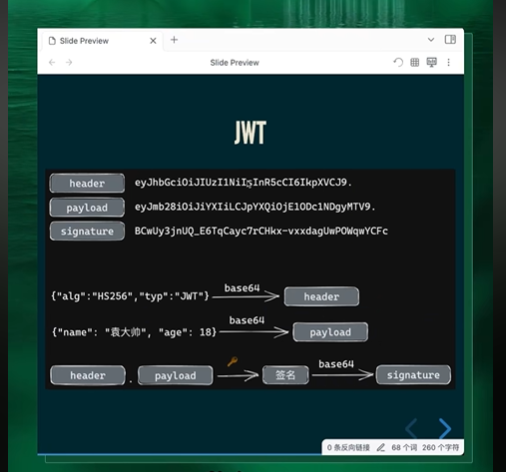 Slide Preview
Slide Preview
JWT
header eyJhbGciOiJIUzI1NiIsInR5cCI6IkpXVCJ9.
payload eyJmb28iOiJiYXIiLCJpYXQiOjE1ODc1NDgyMTV9.
signature BCwUy3jnUQ_E6TqCayc7rCHkx-vxxdagUwPOWqwYCFc
base64
{"alg":"HS256","typ":"JWT"} header
base64
{"name": "袁大帅", "age": 18} payload
base64
header . payload 签名 signature
0 条反向链接 68 个词 260 个字符